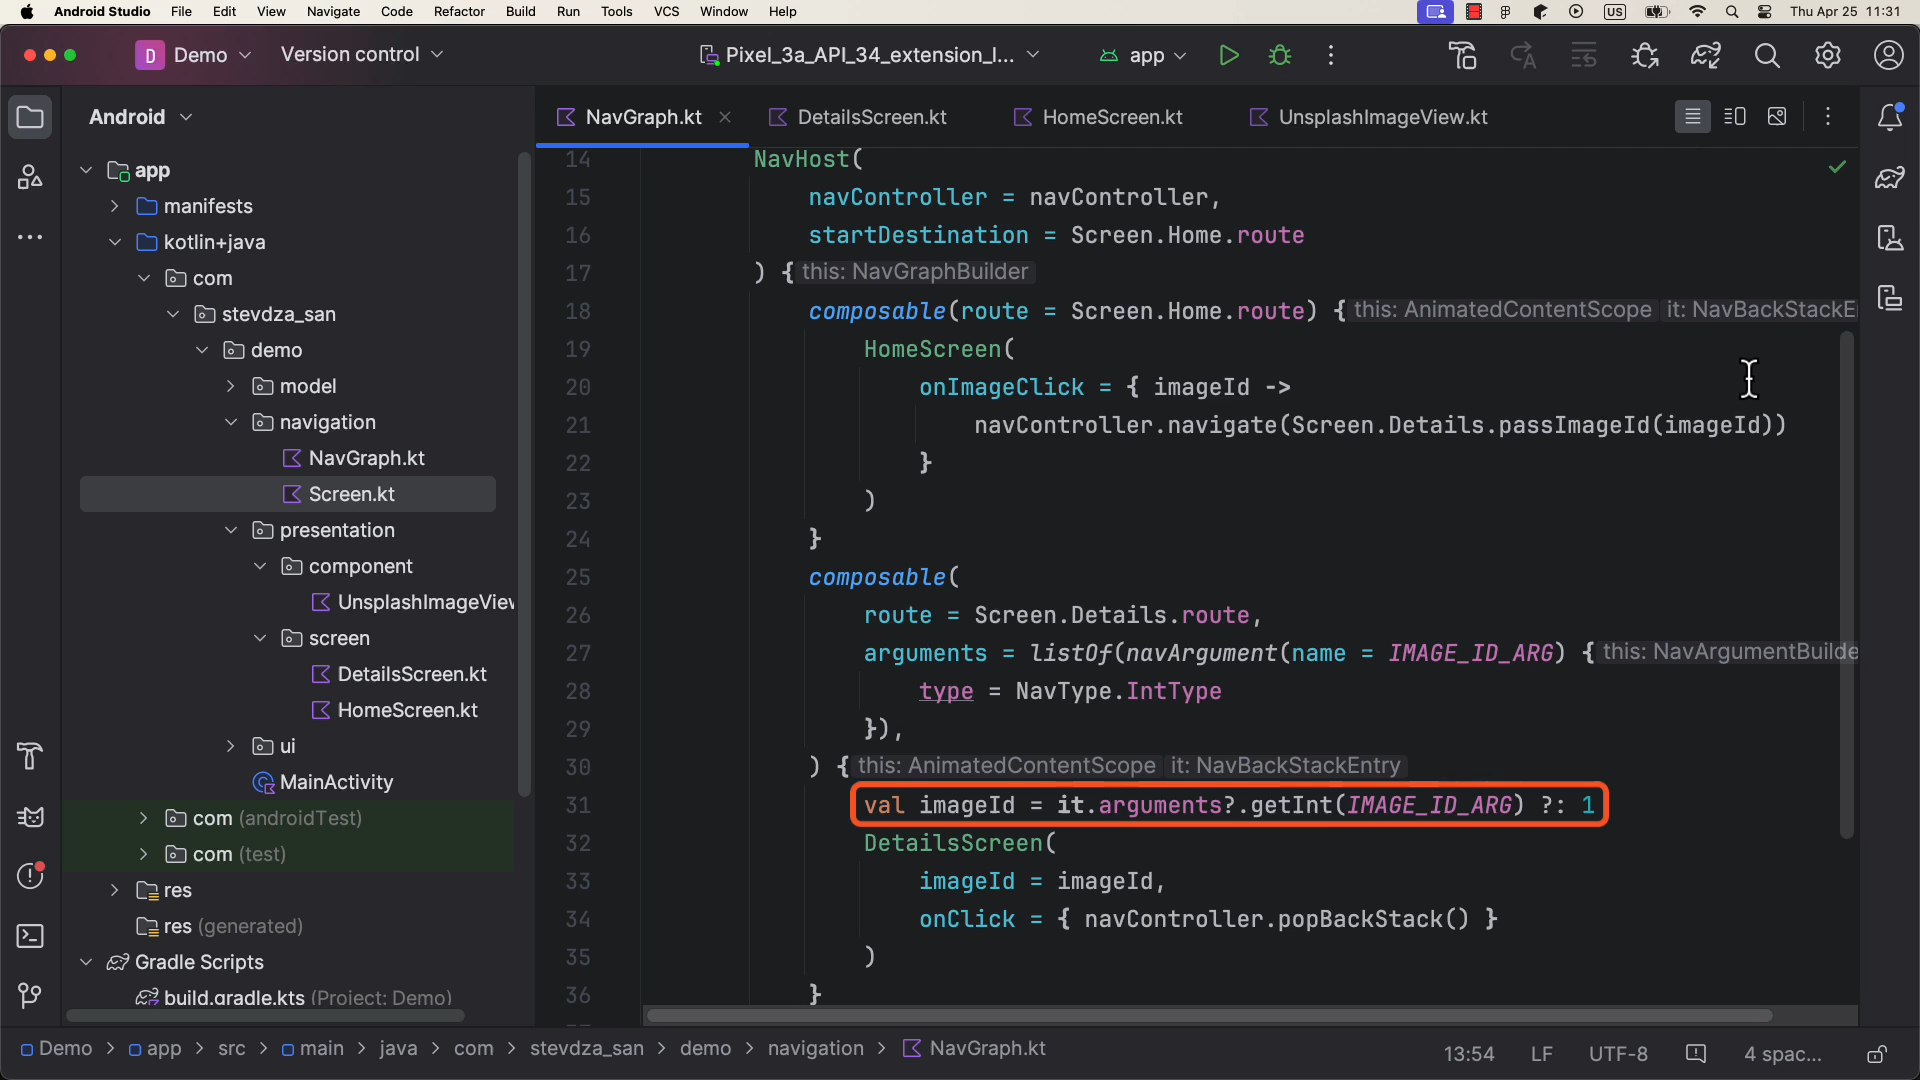 Android Studio File Edit View Navigate Code Refactor Build Run Tools VCS Window Help US Thu Apr 25 11:31
D Demo Version control Pixel_3a_API_34_extension_l... app
Android
NavGraph.kt DetailsScreen.kt HomeScreen.kt UnsplashImageView.kt
app
manifests
kotlin+java
com
stevdza_san
demo
model
navigation
NavGraph.kt
Screen.kt
presentation
component
UnsplashImageView
screen
DetailsScreen.kt
HomeScreen.kt
ui
MainActivity
com (androidTest)
com (test)
res
res (generated)
Gradle Scripts
build.gradle.kts (Project: Demo)
14 NavHost(
15 navController = navController,
16 startDestination = Screen.Home.route
17 ) { this: NavGraphBuilder
18 composable(route = Screen.Home.route) { this: AnimatedContentScope it: NavBackStackE
19 HomeScreen(
20 onImageClick = { imageId ->
21 navController.navigate(Screen.Details.passImageId(imageId))
22 }
23 )
24 }
25 composable(
26 route = Screen.Details.route,
27 arguments = listOf(navArgument(name = IMAGE_ID_ARG) { this: NavArgumentBuilde
28 type = NavType.IntType
29 }),
30 ) { this: AnimatedContentScope it: NavBackStackEntry
31 val imageId = it.arguments?.getInt(IMAGE_ID_ARG) ?: 1
32 DetailsScreen(
33 imageId = imageId,
34 onClick = { navController.popBackStack() }
35 )
36 }
Demo > app > src > main > java > com > stevdza_san > demo > navigation > NavGraph.kt 13:54 LF UTF-8 4 spac...